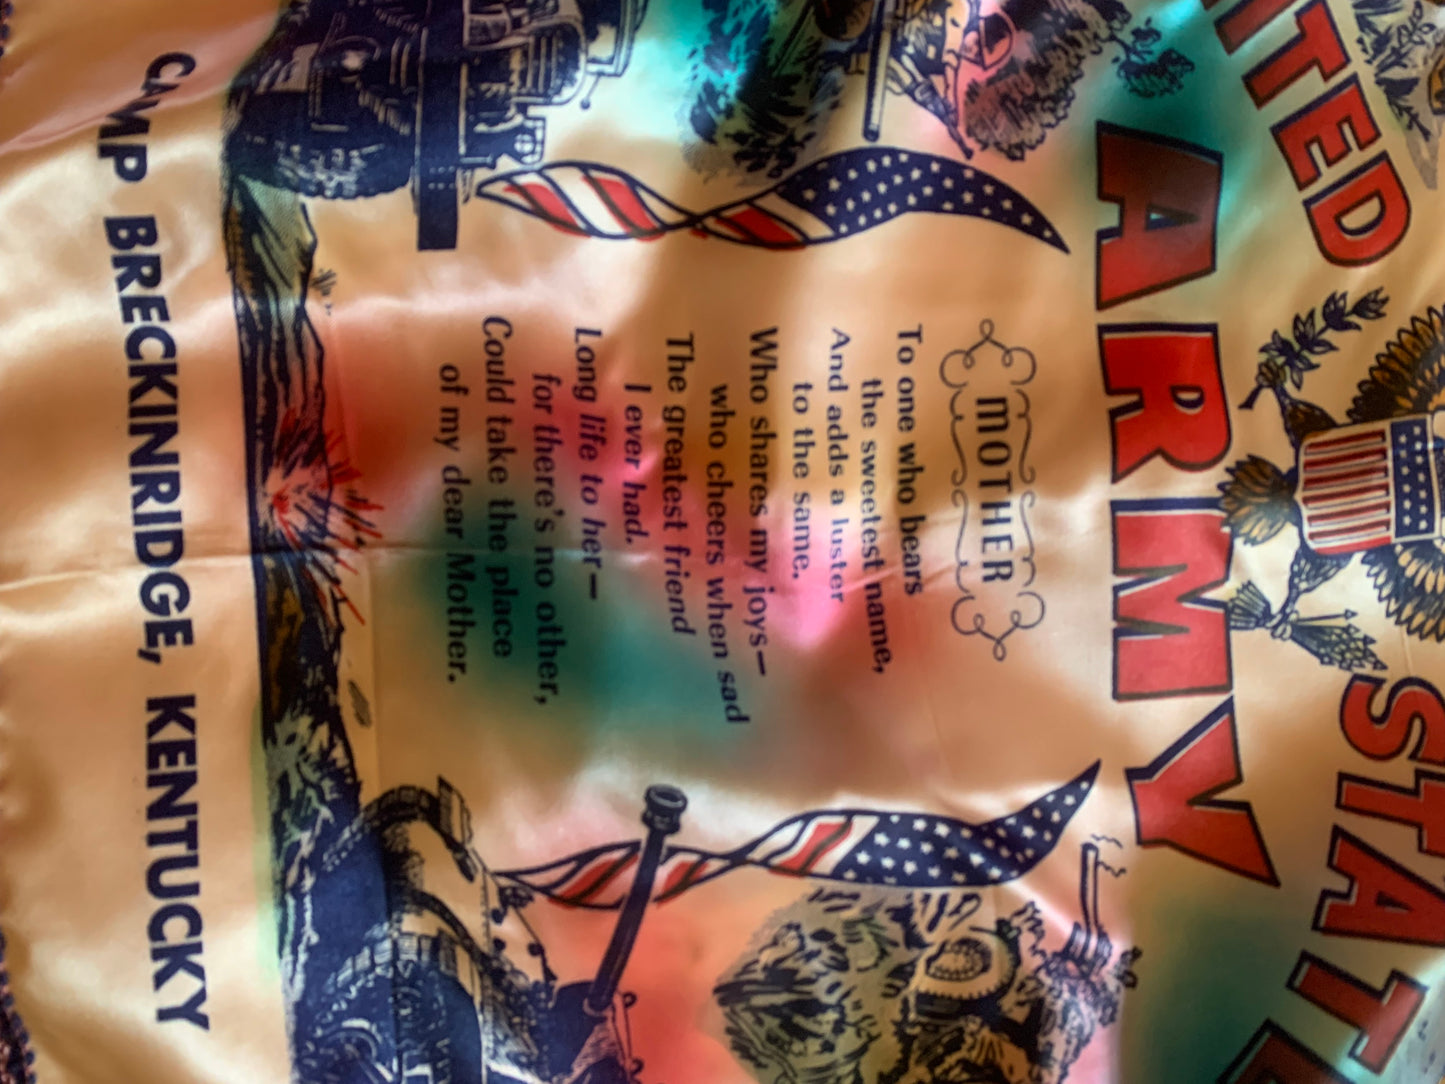 UNITED STATE
ARMY
MOTHER
To one who bears
the sweetest name,
And adds a luster
to the same.
Who shares my joys—
who cheers when sad
The greatest friend
I ever had.
Long life to her—
for there's no other,
Could take the place
of my dear Mother.
CAMP BRECKINRIDGE, KENTUCKY